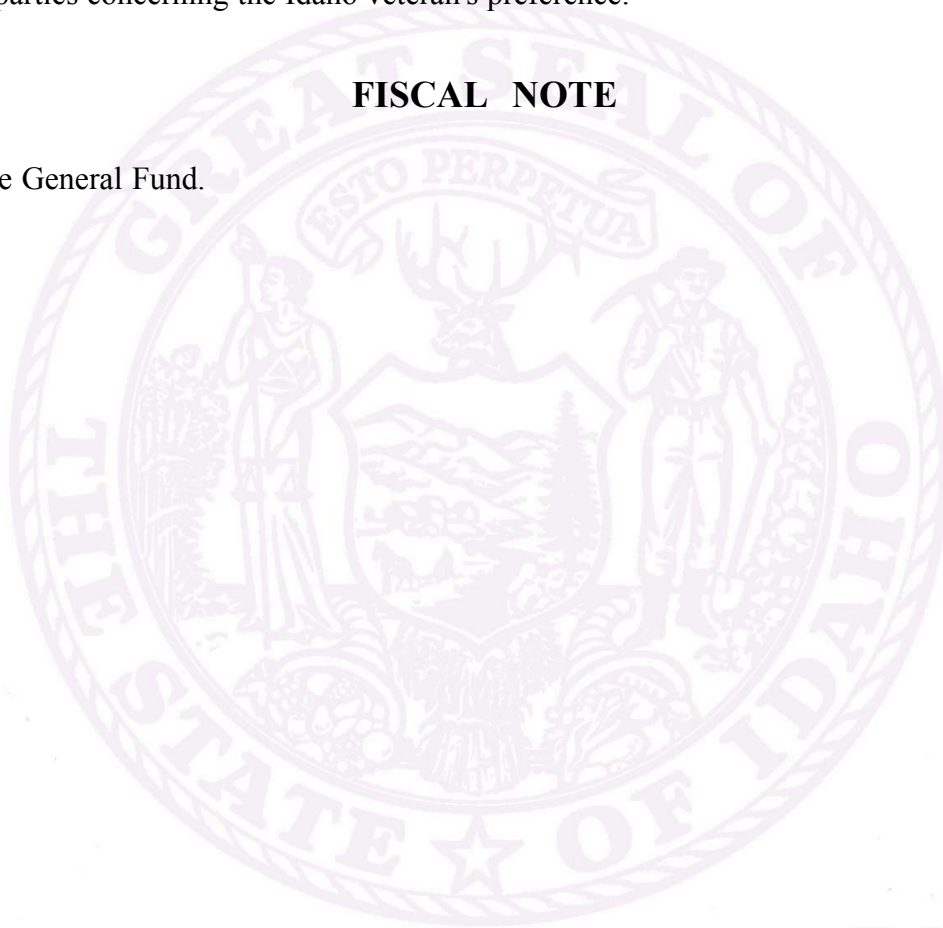 parties concerning the Idaho veteran's preference.
FISCAL NOTE
e General Fund.
GREAT SEAL OF
ESTO PERPETUA
THE STATE OF IDAHO